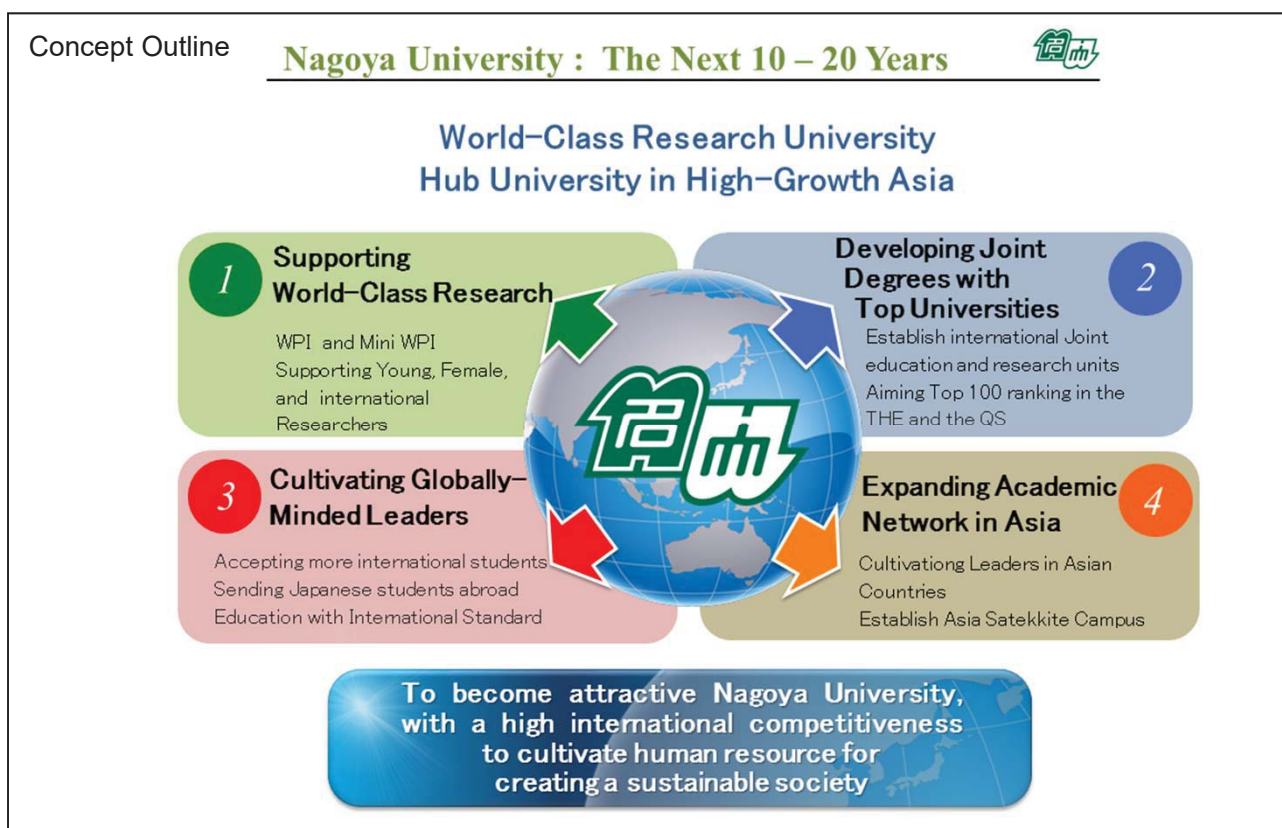 Concept Outline
Nagoya University : The Next 10 – 20 Years
World-Class Research University
Hub University in High-Growth Asia
1
Supporting
World-Class Research
WPI and Mini WPI
Supporting Young, Female,
and international
Researchers
Developing Joint
Degrees with
Top Universities
2
Establish international Joint
education and research units
Aiming Top 100 ranking in the
THE and the QS
3
Cultivating Globally-
Minded Leaders
Accepting more international students
Sending Japanese students abroad
Education with International Standard
Expanding Academic
Network in Asia
4
Cultivationg Leaders in Asian
Countries
Establish Asia Satekkite Campus
名大
To become attractive Nagoya University,
with a high international competitiveness
to cultivate human resource for
creating a sustainable society